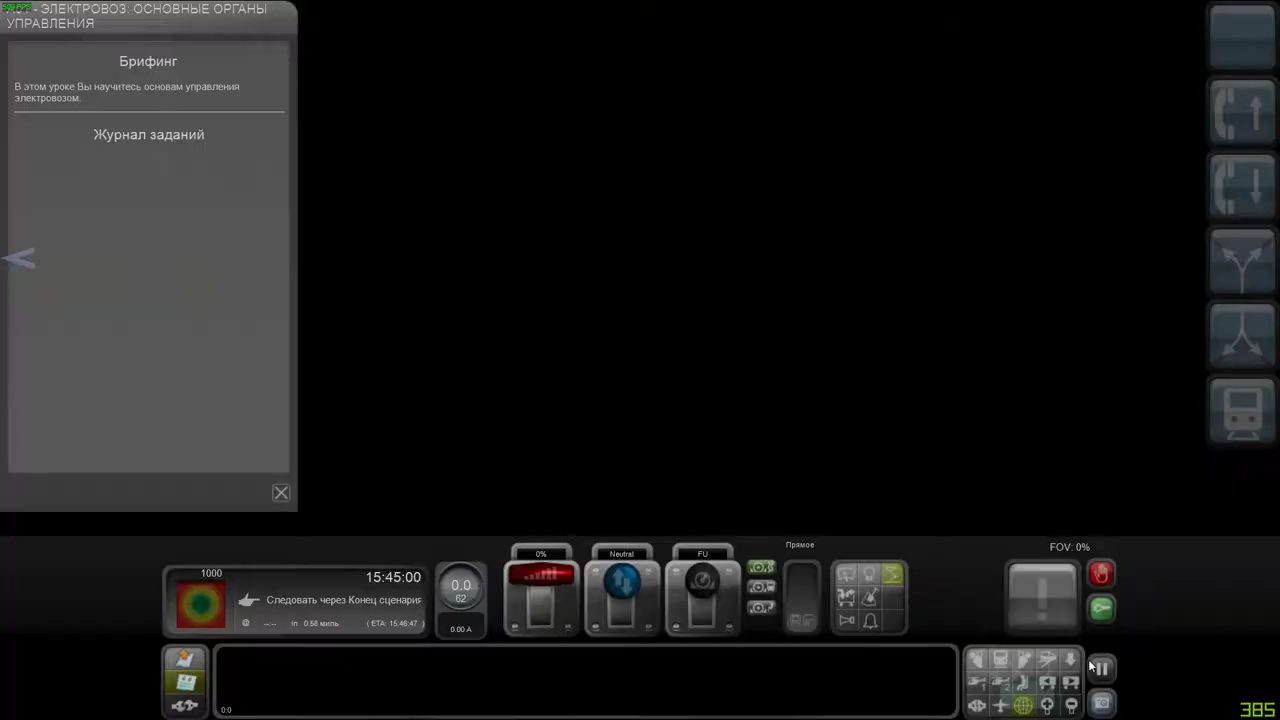 - ЭЛЕКТРОВОЗ: ОСНОВНЫЕ ОРГАНЫ
УПРАВЛЕНИЯ
Брифинг
В этом уроке Вы научитесь основам управления
электровозом.
Журнал заданий
Прямое
FOV: 0%
0%
Neutral
FU
1000
15:45:00
0.0
62
Следовать через Конец сценария
@ --.-- in 0.58 миль ( ETA: 15:46:47 )
0.00 A
1
2
0:0
385